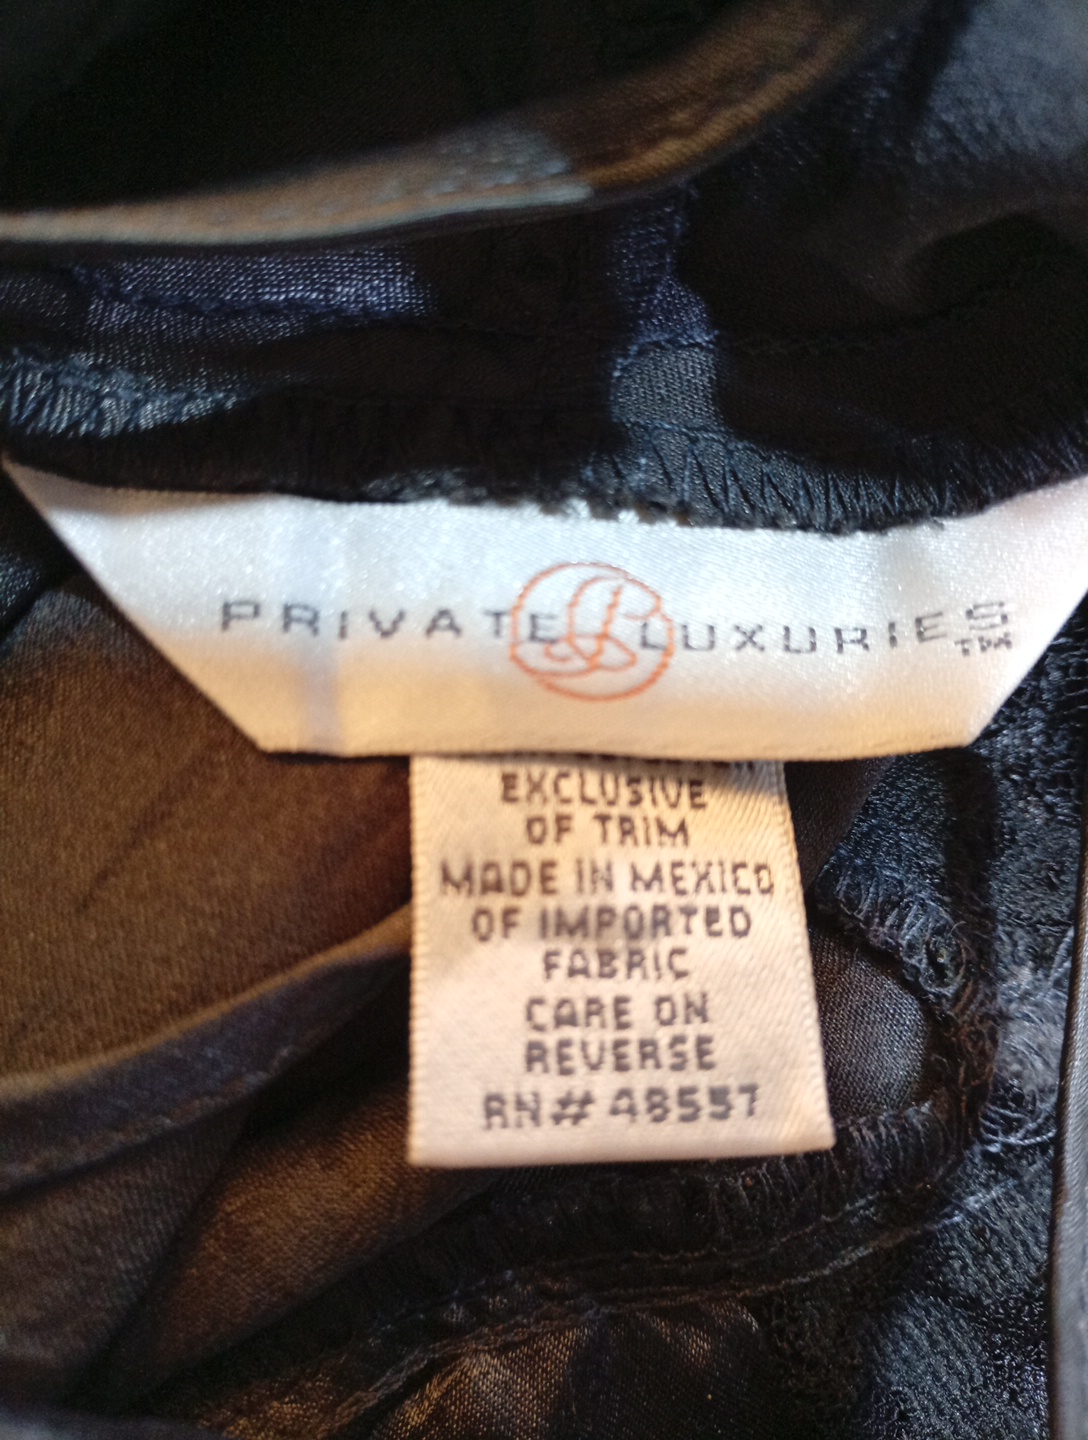 PRIVATE LUXURIES
TM
EXCLUSIVE
OF TRIM
MADE IN MEXICO
OF IMPORTED
FABRIC
CARE ON
REVERSE
RN# 48557